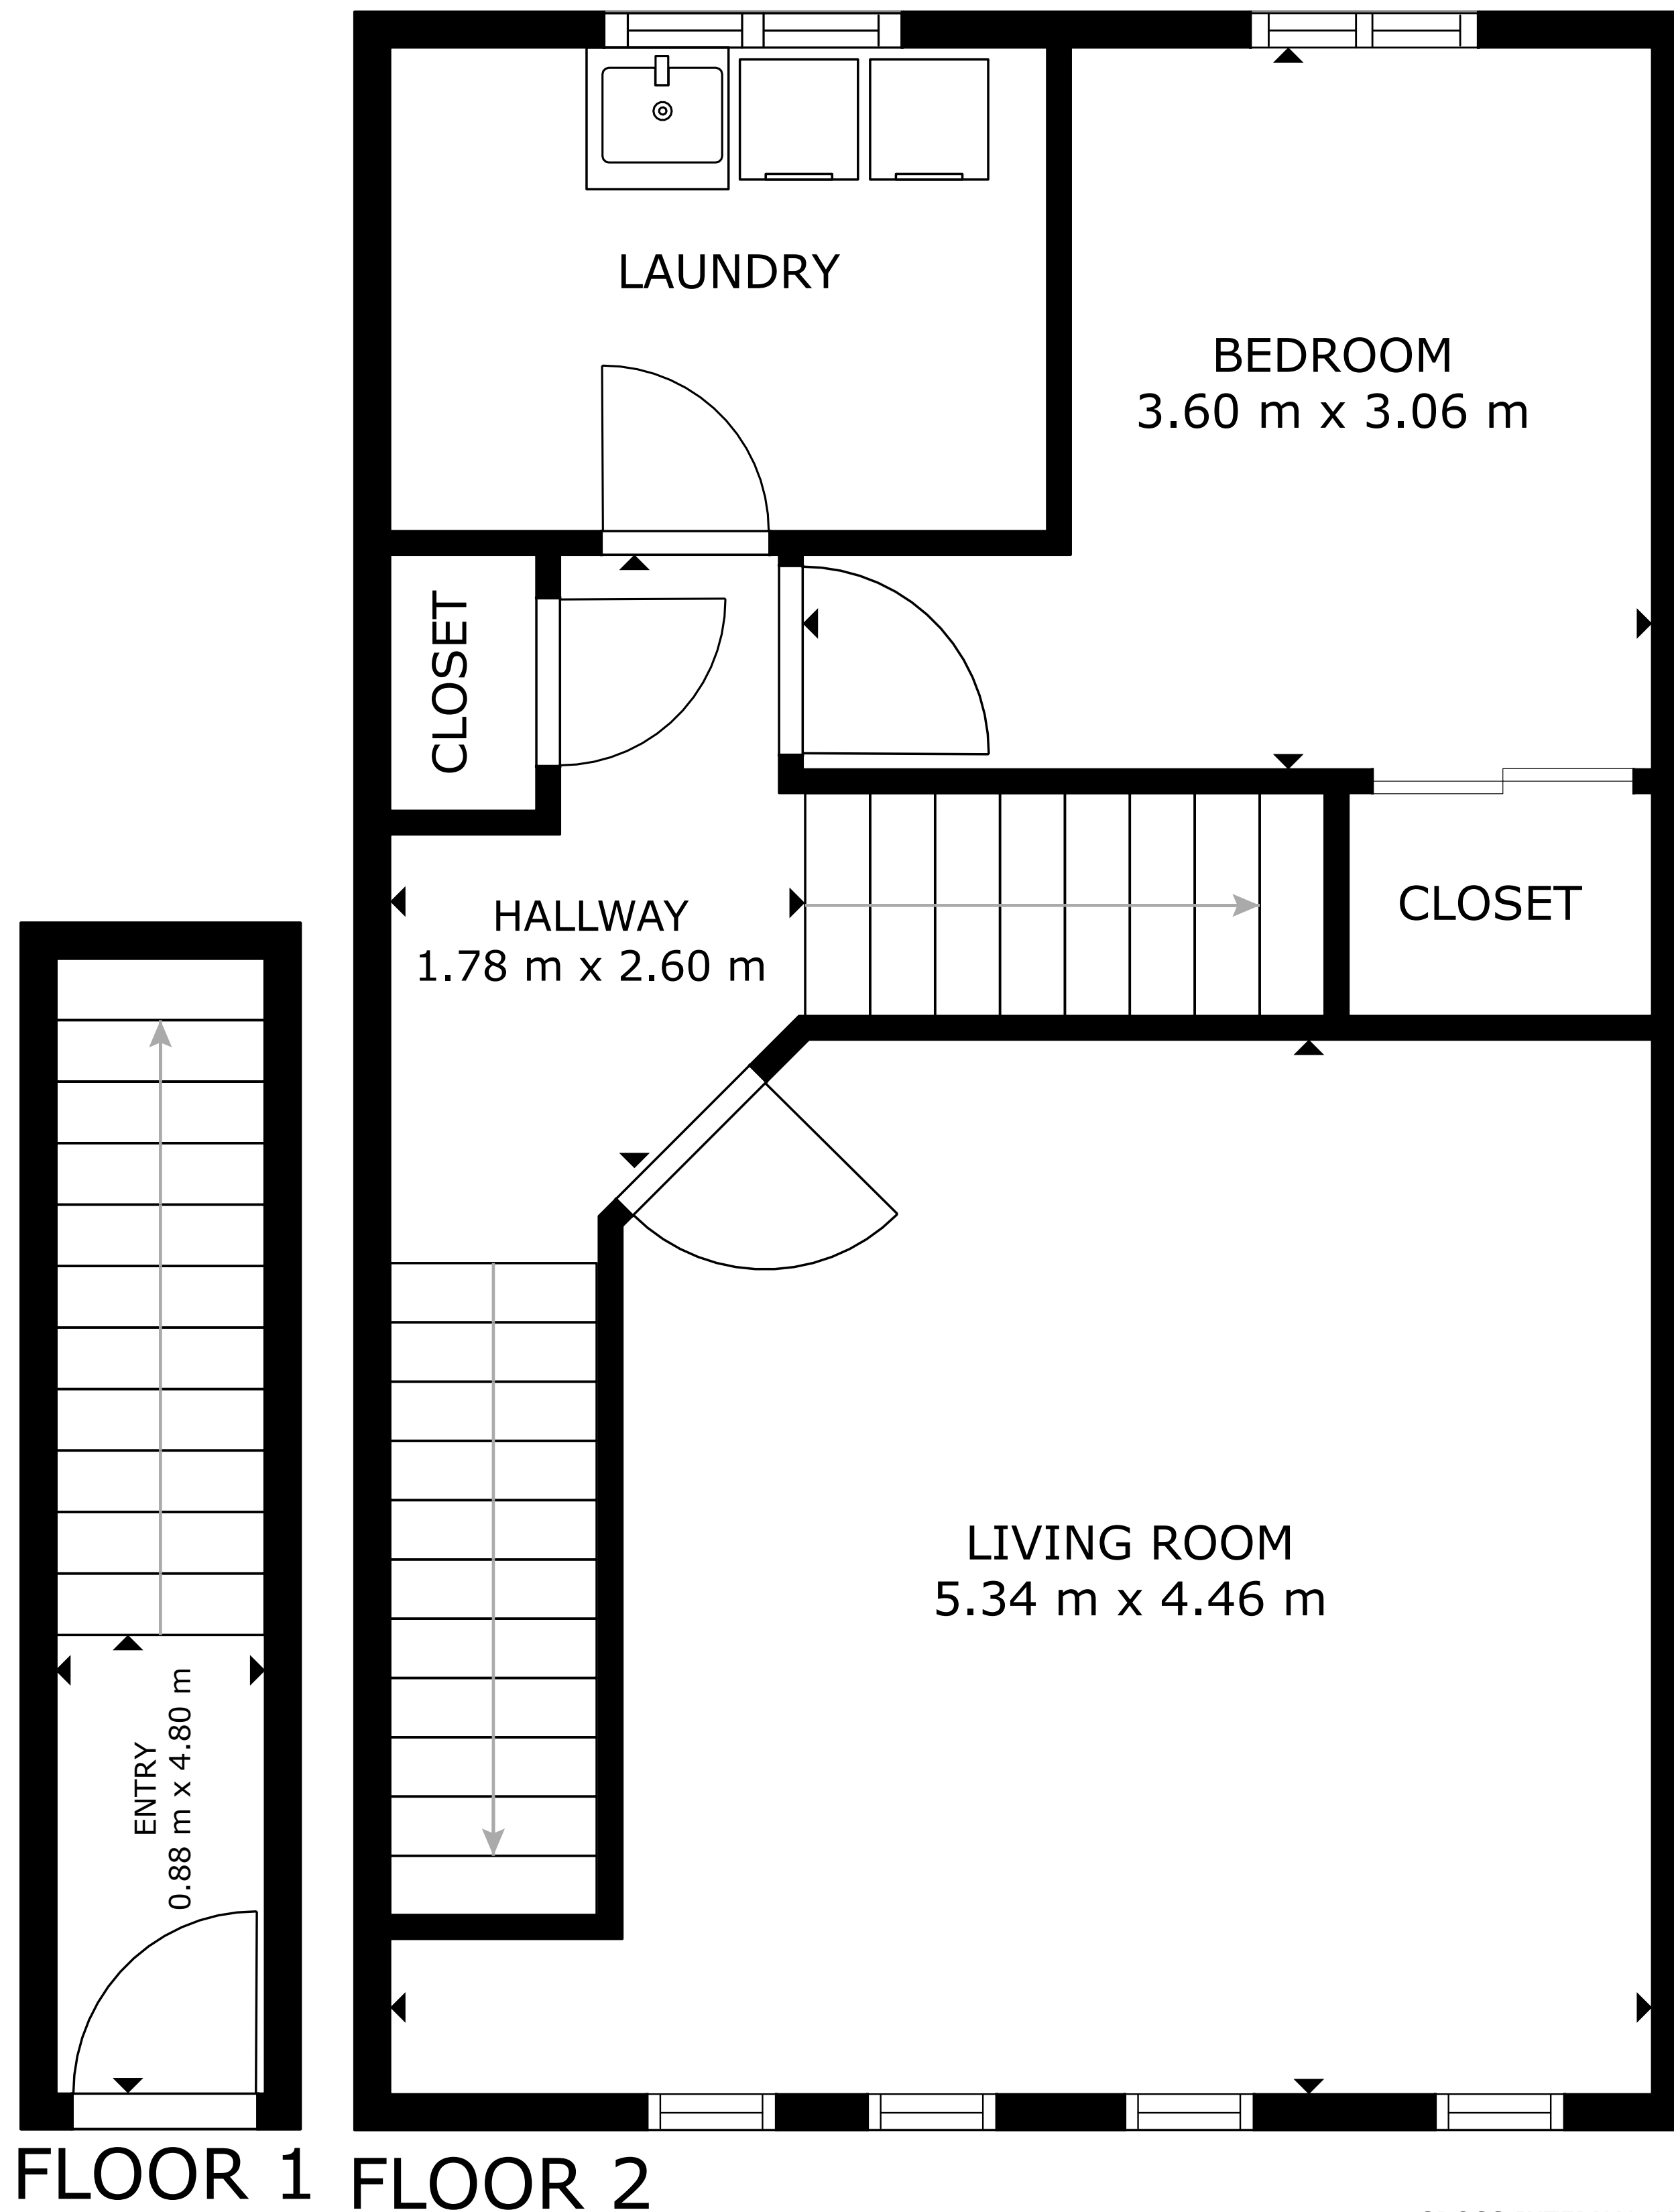 LAUNDRY
BEDROOM
3.60 m x 3.06 m
CLOSET
HALLWAY
1.78 m x 2.60 m
CLOSET
LIVING ROOM
5.34 m x 4.46 m
ENTRY
0.88 m x 4.80 m
FLOOR 1
FLOOR 2